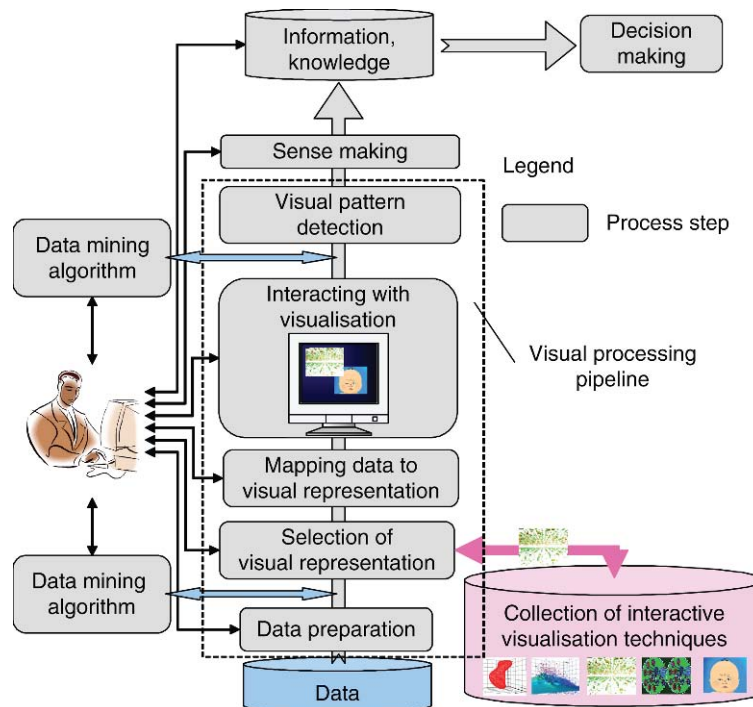 Information,
knowledge
Decision
making
Sense making
Legend
Visual pattern
detection
Process step
Data mining
algorithm
Interacting with
visualisation
Visual processing
pipeline
Mapping data to
visual representation
Selection of
visual representation
Data mining
algorithm
Collection of interactive
visualisation techniques
Data preparation
Data